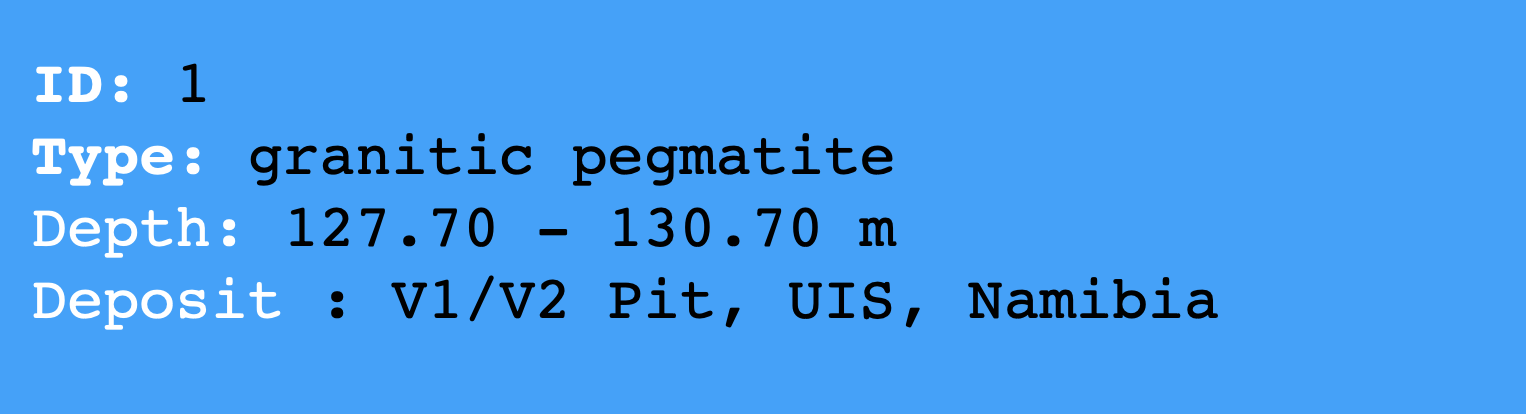 ID: 1
Type: granitic pegmatite
Depth: 127.70 – 130.70 m
Deposit : V1/V2 Pit, UIS, Namibia